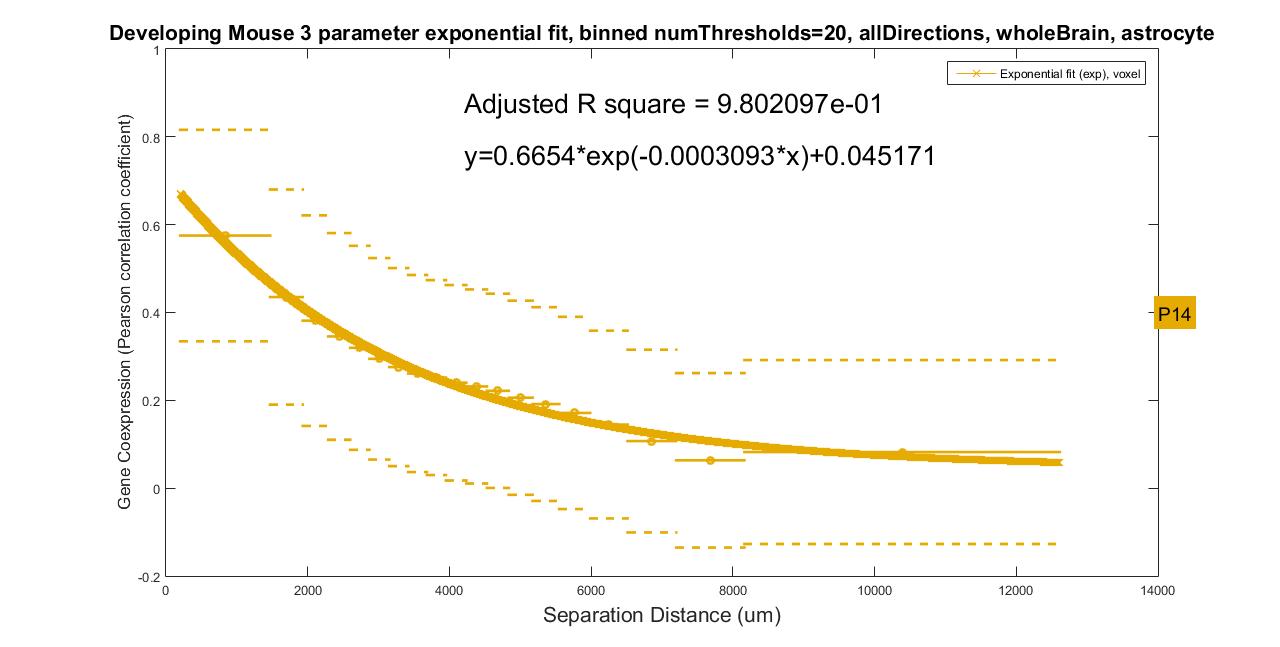 Developing Mouse 3 parameter exponential fit, binned numThresholds=20, allDirections, wholeBrain, astrocyte
Exponential fit (exp), voxel
Adjusted R square = 9.802097e-01
y=0.6654*exp(-0.0003093*x)+0.045171
Gene Coexpression (Pearson correlation coefficient)
1
0.8
0.6
0.4
0.2
0
-0.2
P14
0 2000 4000 6000 8000 10000 12000 14000
Separation Distance (um)